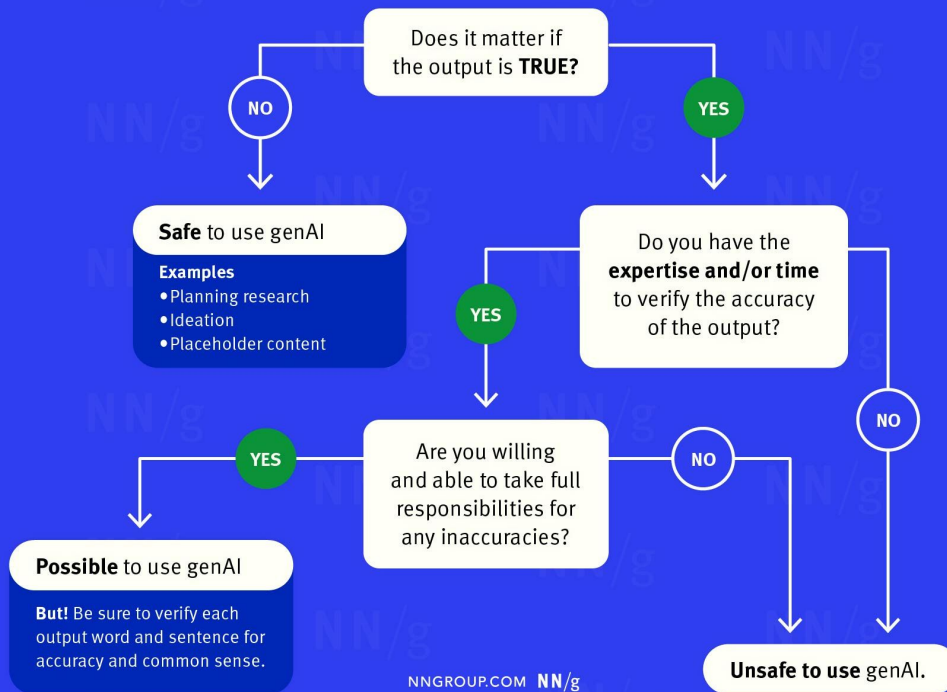 Does it matter if
the output is TRUE?
NO
YES
Safe to use genAI
Examples
•Planning research
•Ideation
•Placeholder content
Do you have the
expertise and/or time
to verify the accuracy
of the output?
YES
NO
Are you willing
and able to take full
responsibilities for
any inaccuracies?
YES
NO
Possible to use genAI
But! Be sure to verify each
output word and sentence for
accuracy and common sense.
Unsafe to use genAI.
NNGROUP.COM NN/g